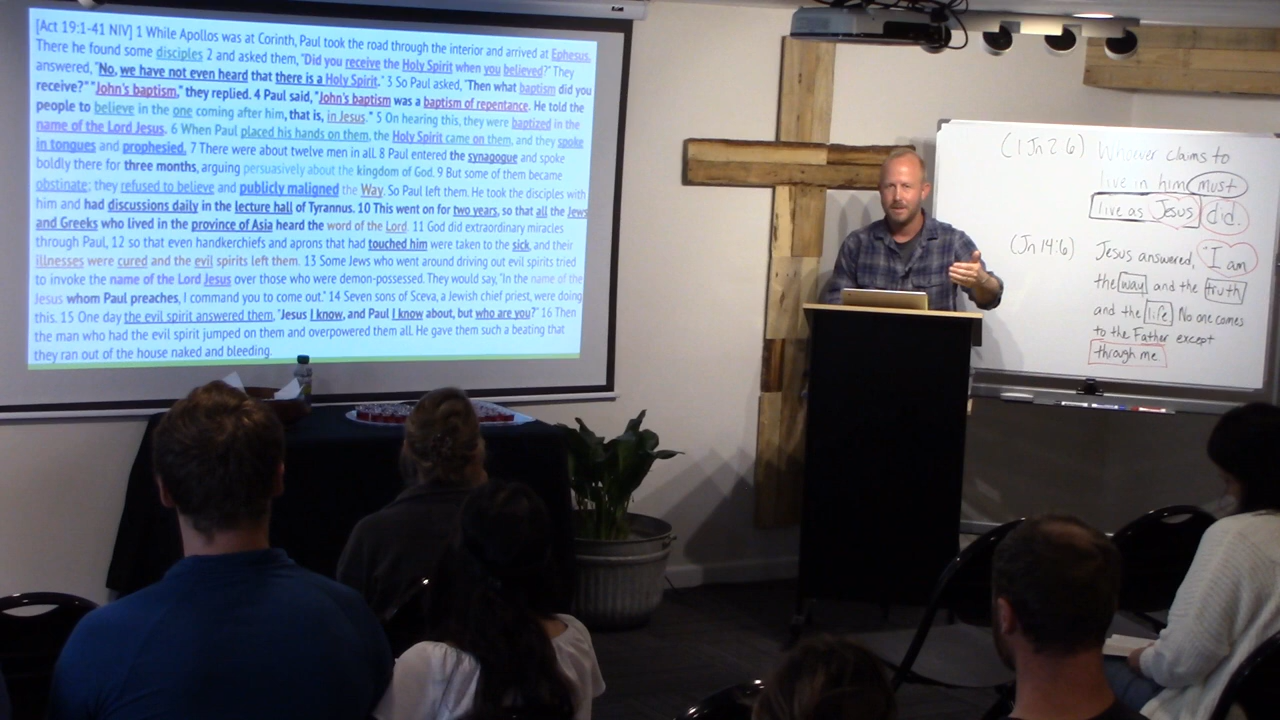 [Act 19:1-41 NIV] 1 While Apollos was at Corinth, Paul took the road through the interior and arrived at Ephesus.
There he found some disciples 2 and asked them, "Did you receive the Holy Spirit when you believed?" They
answered, "No, we have not even heard that there is a Holy Spirit." 3 So Paul asked, "Then what baptism did you
receive?" "John's baptism," they replied. 4 Paul said, "John's baptism was a baptism of repentance. He told the
people to believe in the one coming after him, that is, in Jesus." 5 On hearing this, they were baptized in the
name of the Lord Jesus. 6 When Paul placed his hands on them, the Holy Spirit came on them, and they spoke
in tongues and prophesied. 7 There were about twelve men in all. 8 Paul entered the synagogue and spoke
boldly there for three months, arguing persuasively about the kingdom of God. 9 But some of them became
obstinate; they refused to believe and publicly maligned the Way. So Paul left them. He took the disciples with
him and had discussions daily in the lecture hall of Tyrannus. 10 This went on for two years, so that all the Jews
and Greeks who lived in the province of Asia heard the word of the Lord. 11 God did extraordinary miracles
through Paul, 12 so that even handkerchiefs and aprons that had touched him were taken to the sick, and their
illnesses were cured and the evil spirits left them. 13 Some Jews who went around driving out evil spirits tried
to invoke the name of the Lord Jesus over those who were demon-possessed. They would say, "In the name of the
Jesus whom Paul preaches, I command you to come out." 14 Seven sons of Sceva, a Jewish chief priest, were doing
this. 15 One day the evil spirit answered them, "Jesus I know, and Paul I know about, but who are you?" 16 Then
the man who had the evil spirit jumped on them and overpowered them all. He gave them such a beating that
they ran out of the house naked and bleeding.
(1 Jn 2:6) Whoever claims to
live in him must
live as Jesus did.
(Jn 14:6) Jesus answered, "I am
the way and the truth
and the life. No one comes
to the Father except
through me.